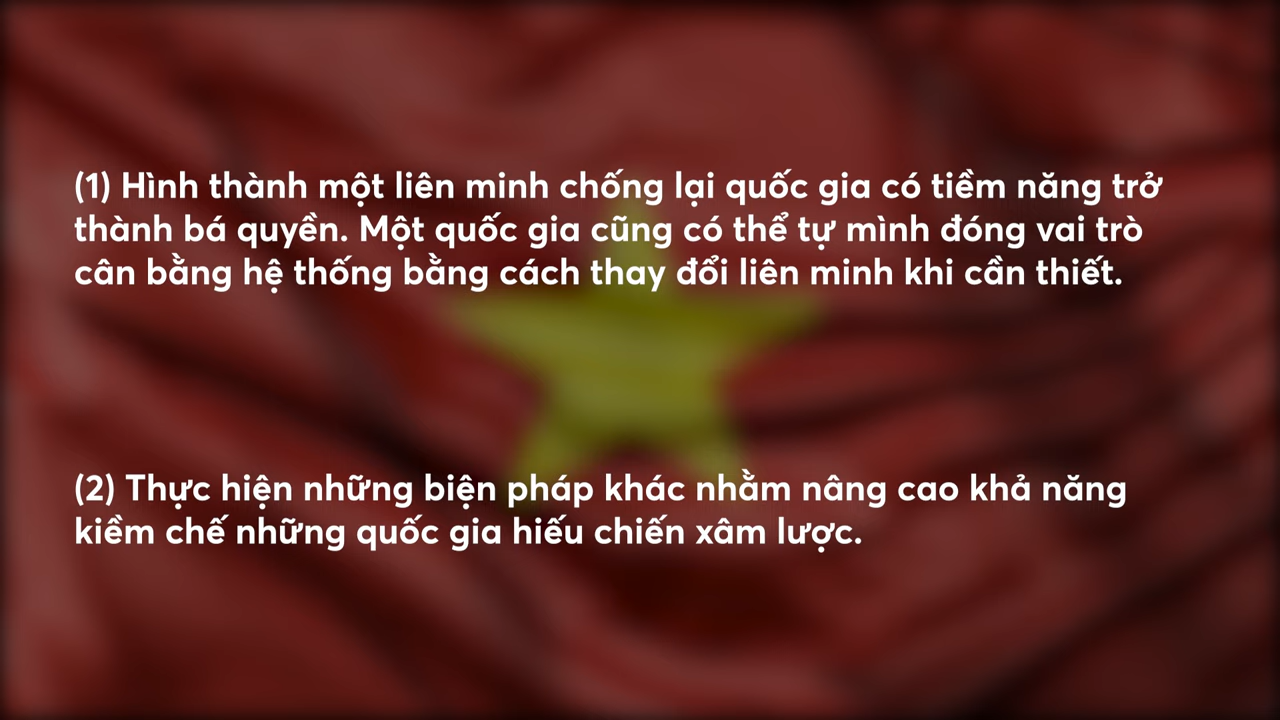 (1) Hình thành một liên minh chống lại quốc gia có tiềm năng trở
thành bá quyền. Một quốc gia cũng có thể tự mình đóng vai trò
cân bằng hệ thống bằng cách thay đổi liên minh khi cần thiết.
(2) Thực hiện những biện pháp khác nhằm nâng cao khả năng
kiềm chế những quốc gia hiếu chiến xâm lược.